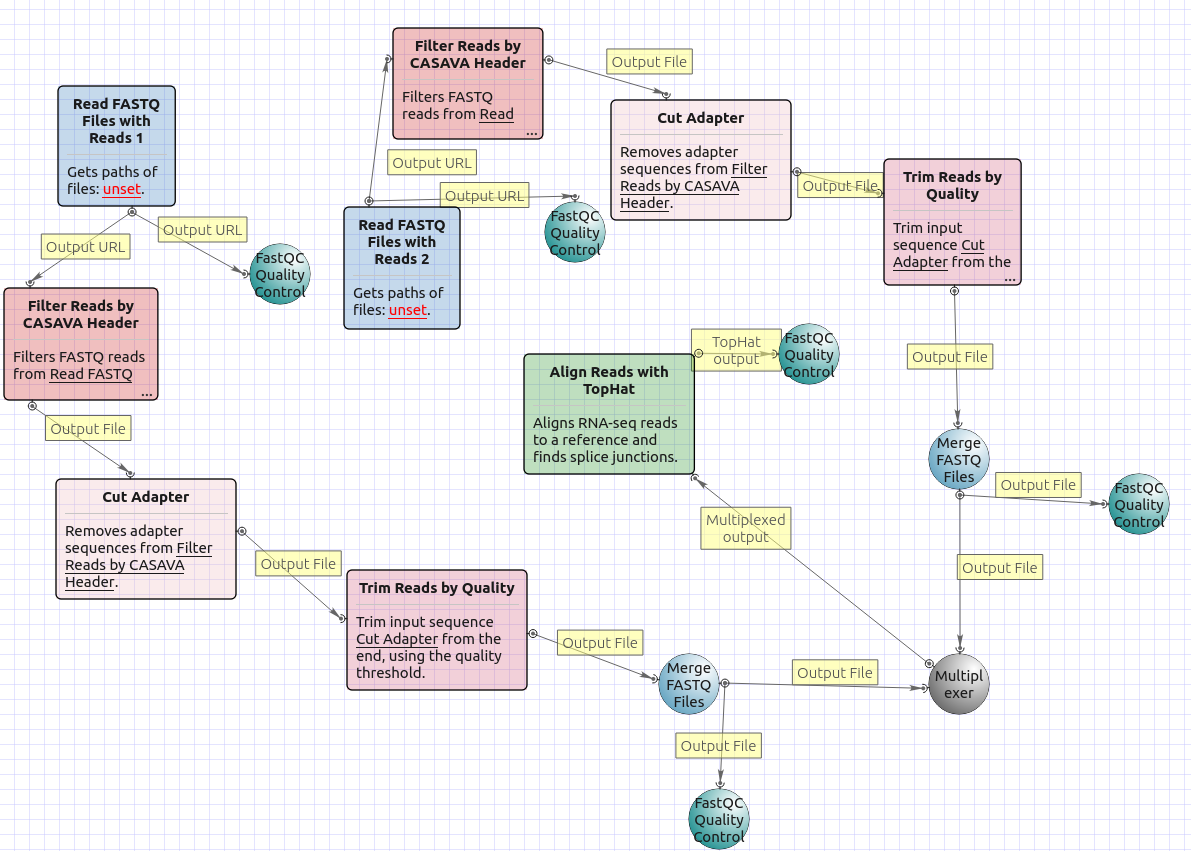 Filter Reads by
CASAVA Header
Filters FASTQ
reads from Read
...
Output File
Cut Adapter
Removes adapter
sequences from Filter
Reads by CASAVA
Header.
Output File
Trim Reads by
Quality
Trim input
sequence Cut
Adapter from the
...
Read FASTQ
Files with
Reads 1
Gets paths of
files: unset.
Output URL
Output URL
FastQC
Quality
Control
Output URL
Output URL
FastQC
Quality
Control
Read FASTQ
Files with
Reads 2
Gets paths of
files: unset.
Filter Reads by
CASAVA Header
Filters FASTQ reads
from Read FASTQ
...
Output File
TopHat
output
FastQC
Quality
Control
Align Reads with
TopHat
Aligns RNA-seq reads
to a reference and
finds splice junctions.
Output File
Merge
FASTQ
Files
Output File
FastQC
Quality
Control
Multiplexed
output
Output File
Cut Adapter
Removes adapter
sequences from Filter
Reads by CASAVA
Header.
Output File
Trim Reads by Quality
Trim input sequence
Cut Adapter from the
end, using the quality
threshold.
Output File
Merge
FASTQ
Files
Output File
Multipl
exer
Output File
FastQC
Quality
Control